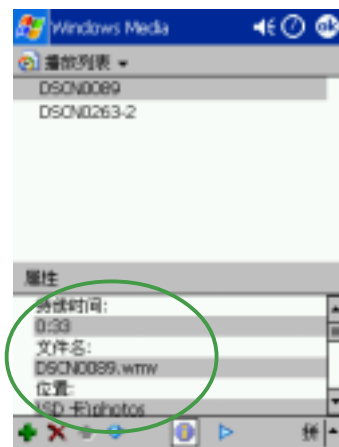 Windows Media
ok
播放列表
DSCN0089
DSCN0263-2
属性
持续时间:
0:33
文件名:
DSCN0089.wmv
位置:
\SD 卡\photos
拼